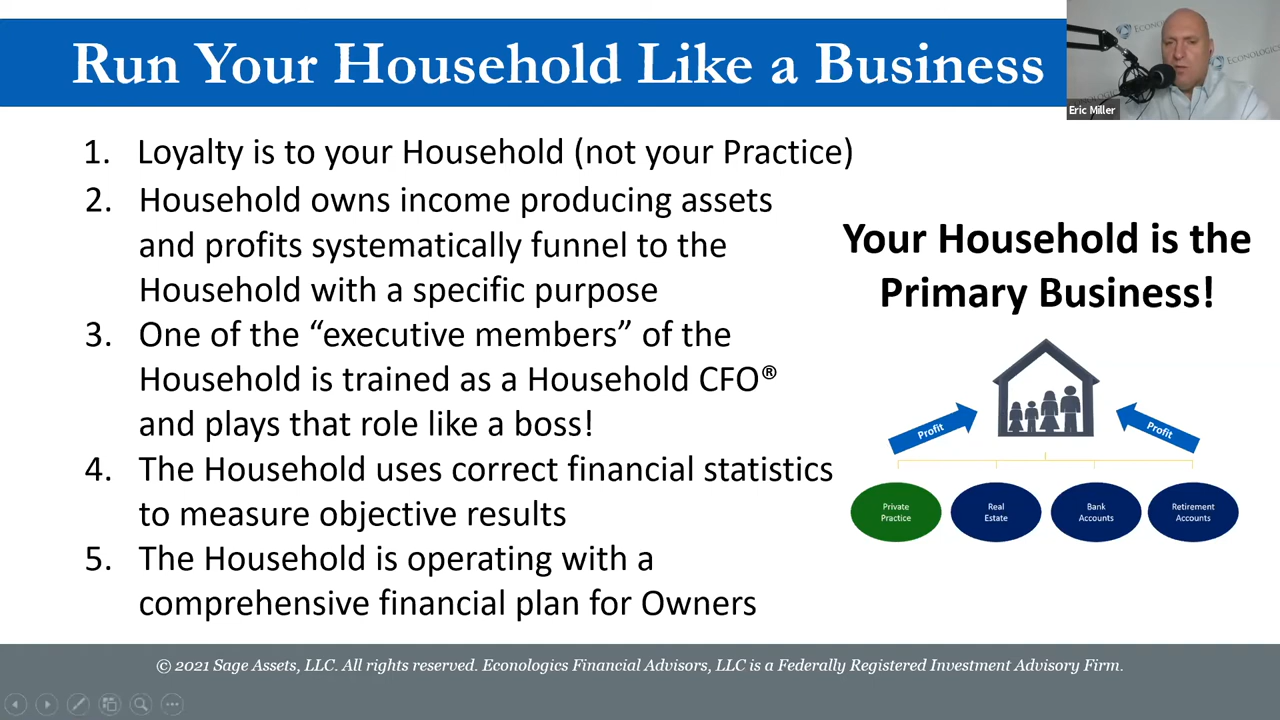 Run Your Household Like a Business
ECONOLOGICS
Eric Miller
1. Loyalty is to your Household (not your Practice)
2. Household owns income producing assets
and profits systematically funnel to the
Household with a specific purpose
3. One of the “executive members” of the
Household is trained as a Household CFO®
and plays that role like a boss!
4. The Household uses correct financial statistics
to measure objective results
5. The Household is operating with a
comprehensive financial plan for Owners
Your Household is the
Primary Business!
Profit
Profit
Private
Practice
Real
Estate
Bank
Accounts
Retirement
Accounts
© 2021 Sage Assets, LLC. All rights reserved. Econologics Financial Advisors, LLC is a Federally Registered Investment Advisory Firm.